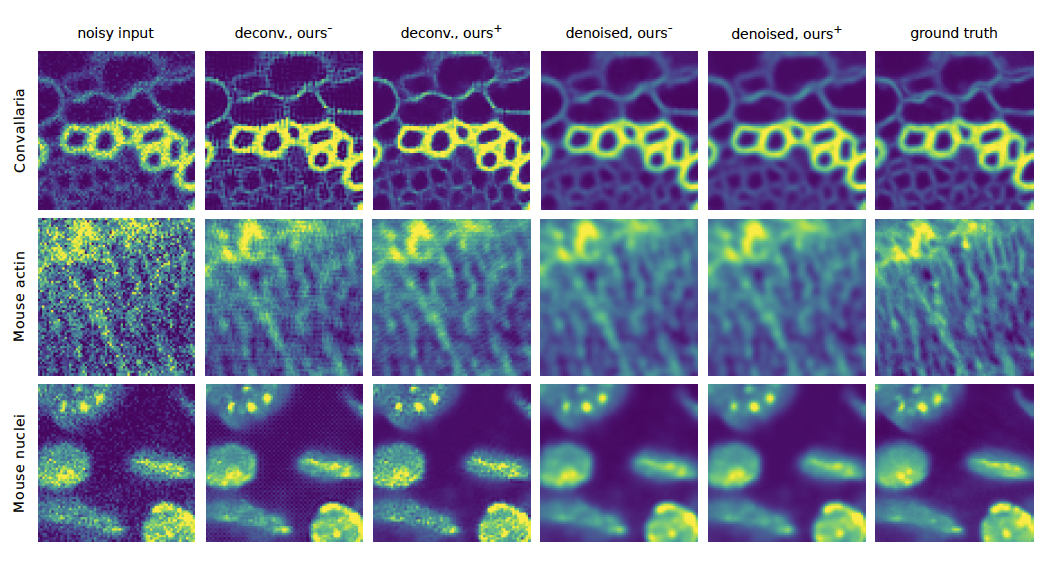 noisy input
deconv., ours⁻
deconv., ours⁺
denoised, ours⁻
denoised, ours⁺
ground truth
Convallaria
Mouse actin
Mouse nuclei